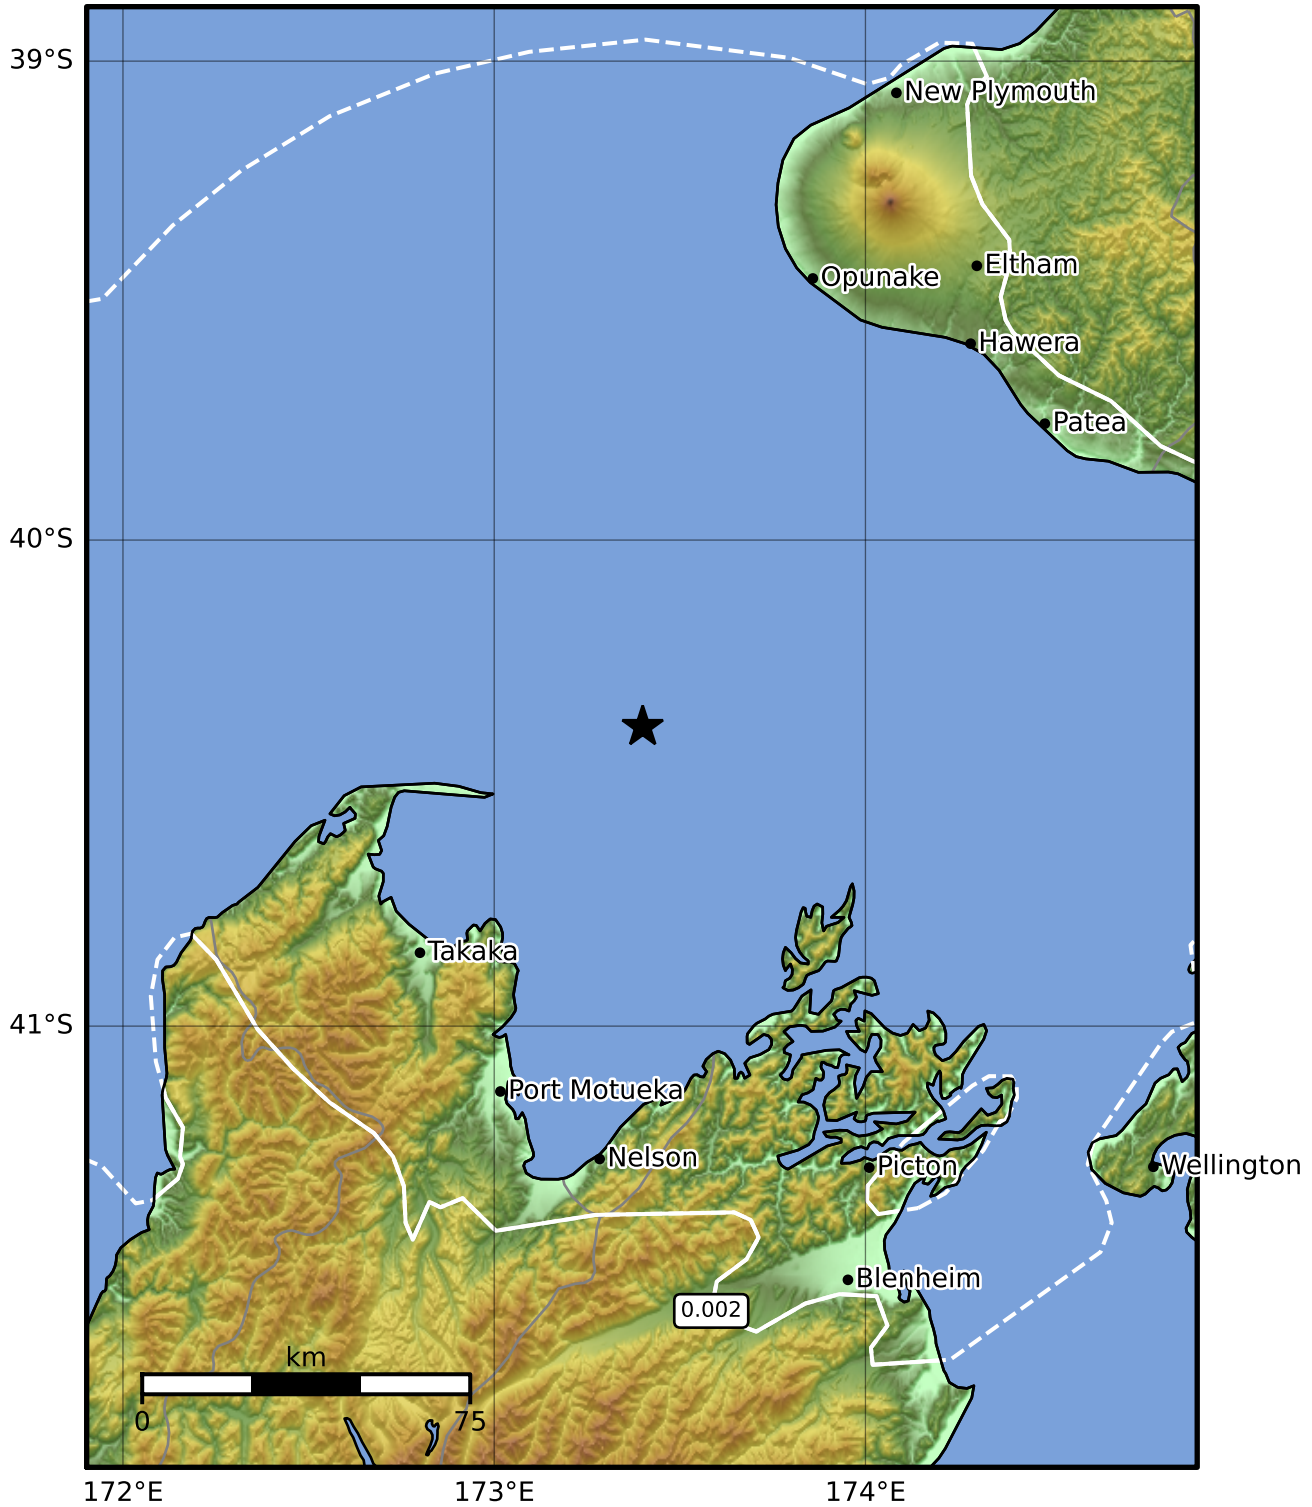 39°S
New Plymouth
Eltham
Opunake
Hawera
Patea
40°S
Takaka
41°S
Port Motueka
Nelson
Picton
Wellington
Blenheim
0.002
km
0 75
172°E 173°E 174°E